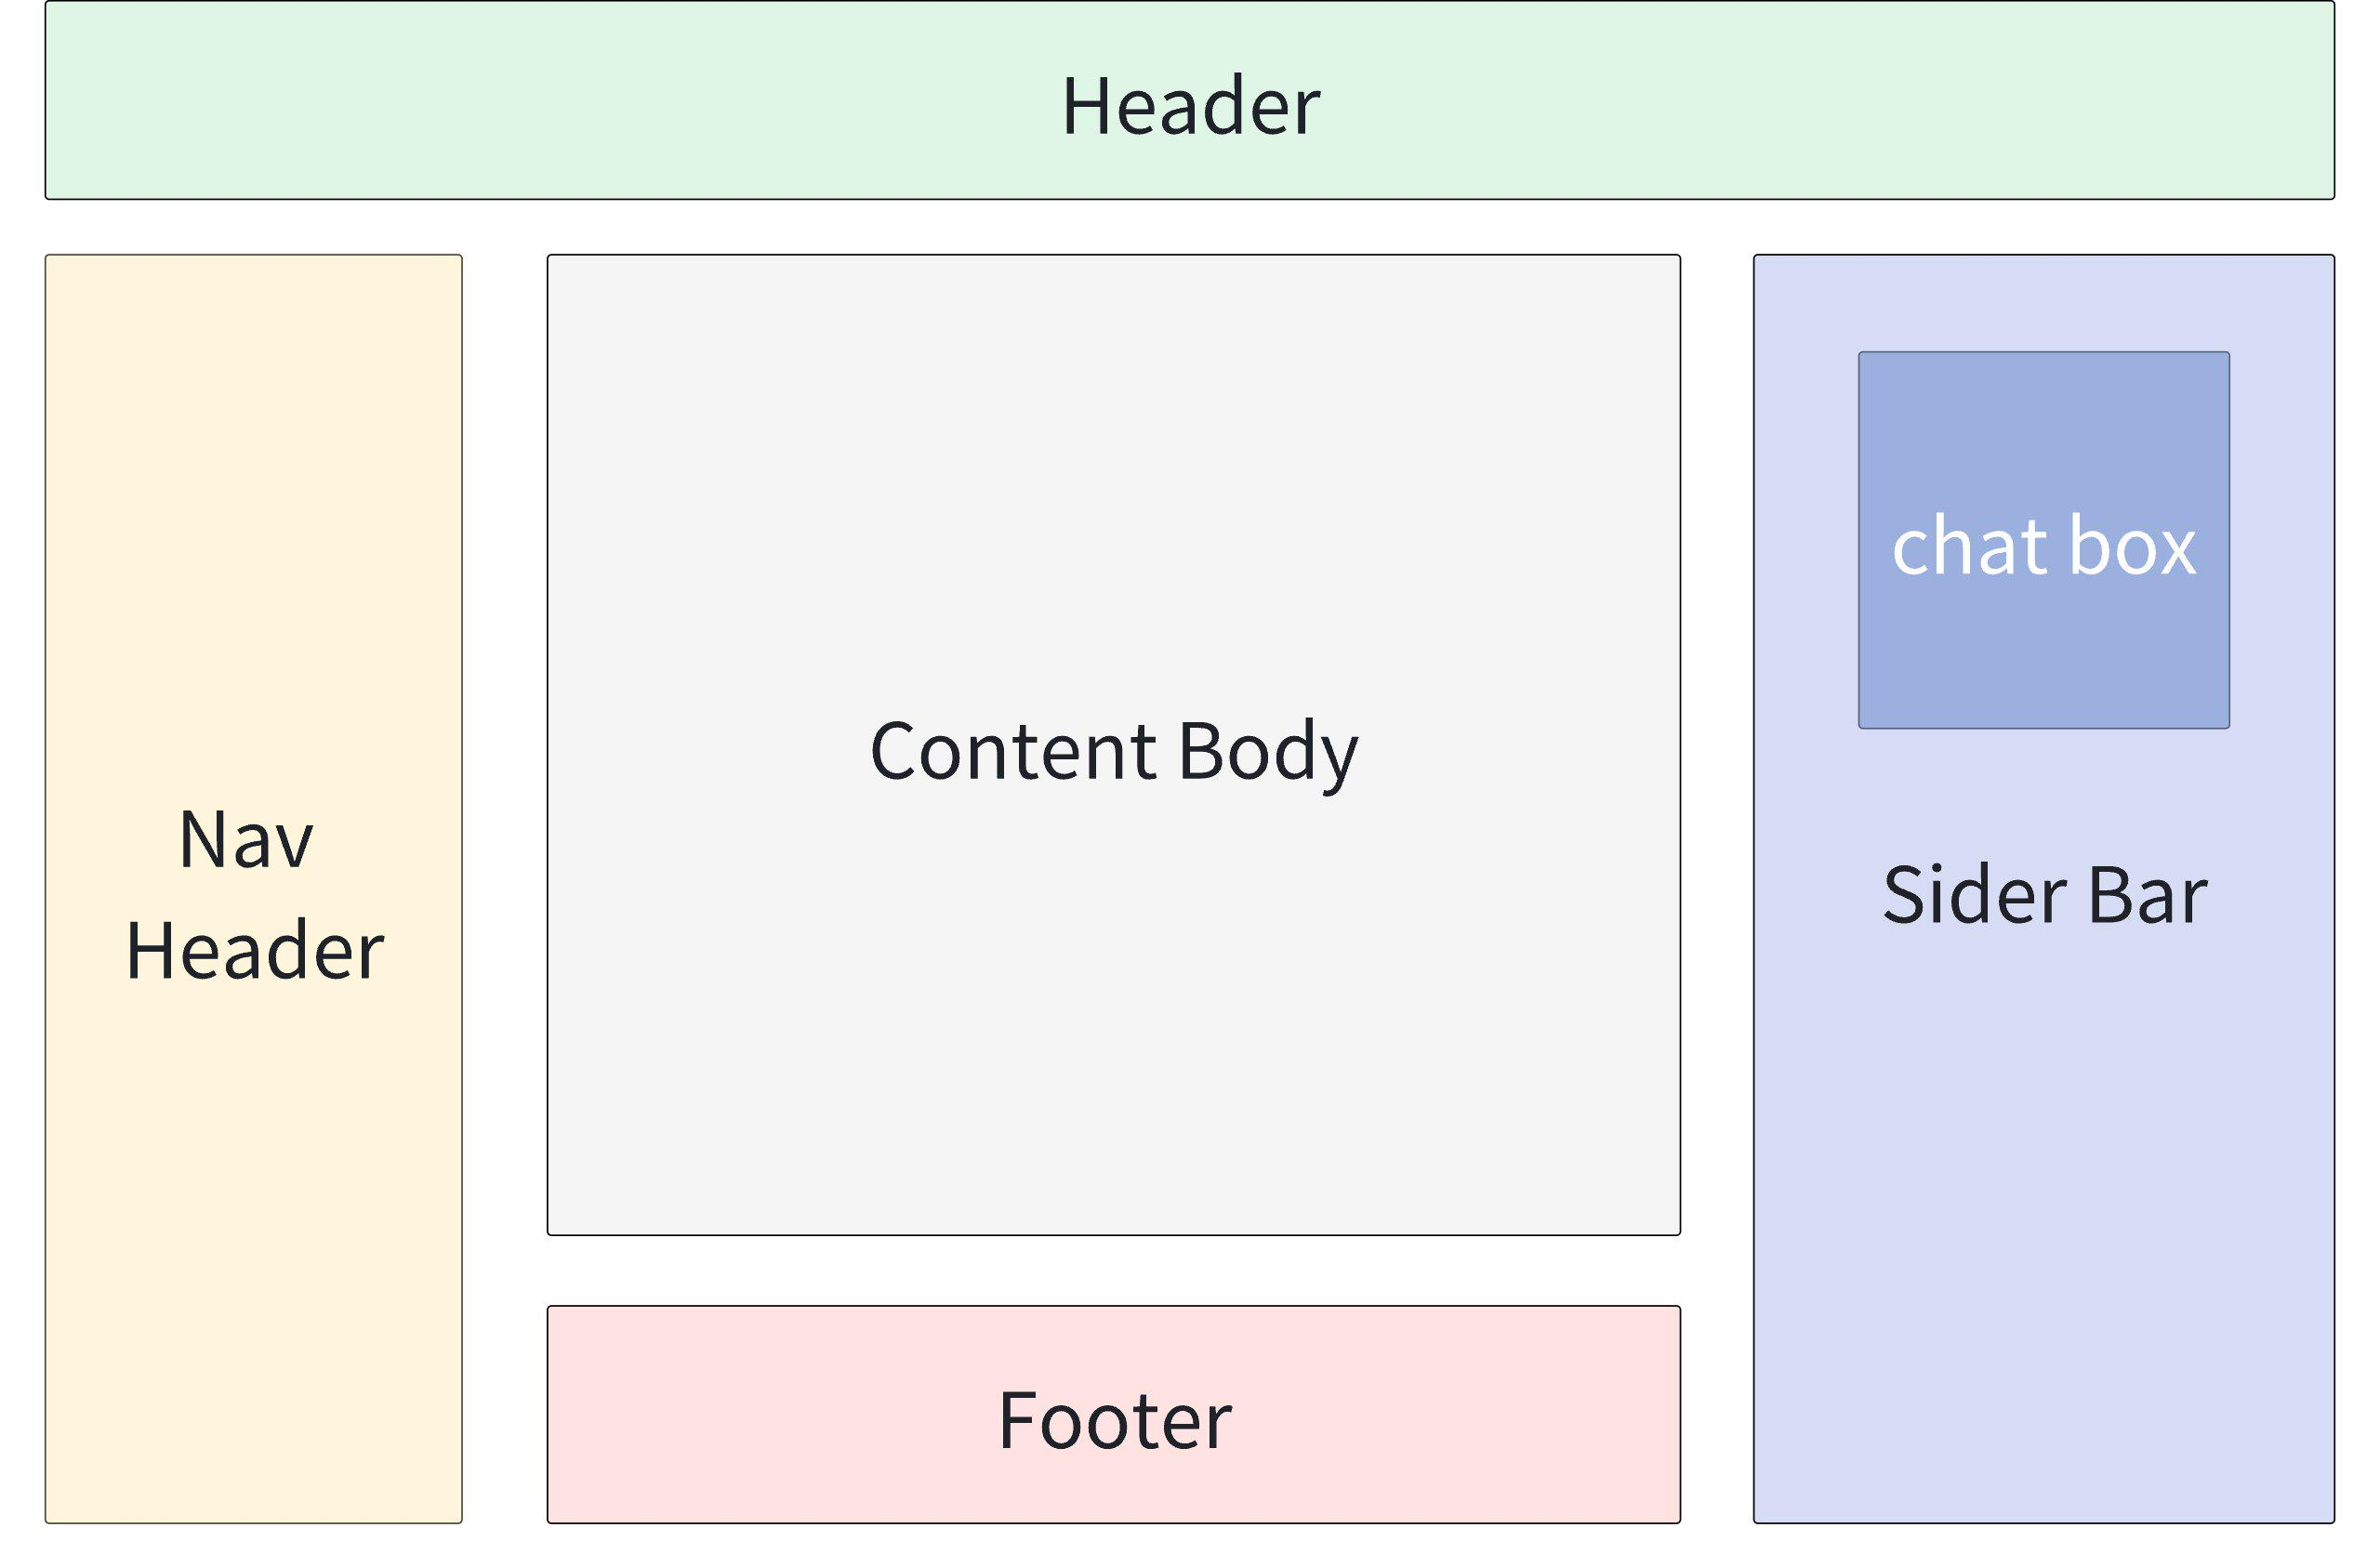 Header
Nav
Header
Content Body
chat box
Sider Bar
Footer